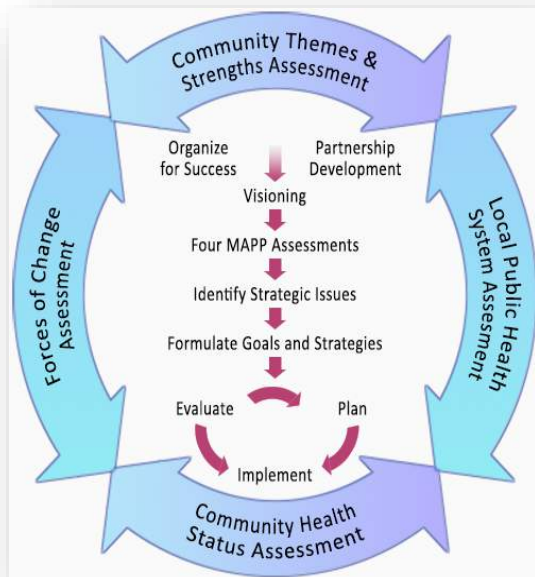 Community Themes &
Strengths Assessment
Organize
for Success
Partnership
Development
Visioning
Four MAPP Assessments
Identify Strategic Issues
Formulate Goals and Strategies
Evaluate
Plan
Implement
Forces of Change
Assessment
Local Public Health
System Assesment
Community Health
Status Assessment